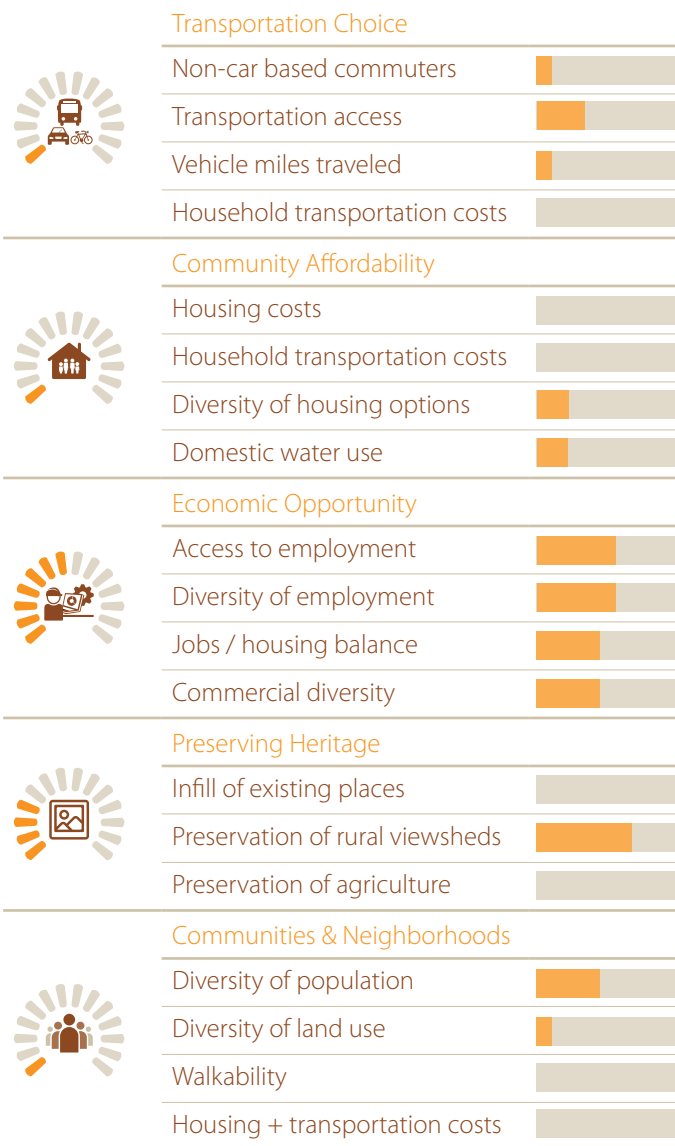 Transportation Choice
Non-car based commuters
Transportation access
Vehicle miles traveled
Household transportation costs
Community Affordability
Housing costs
Household transportation costs
Diversity of housing options
Domestic water use
Economic Opportunity
Access to employment
Diversity of employment
Jobs / housing balance
Commercial diversity
Preserving Heritage
Infill of existing places
Preservation of rural viewsheds
Preservation of agriculture
Communities & Neighborhoods
Diversity of population
Diversity of land use
Walkability
Housing + transportation costs